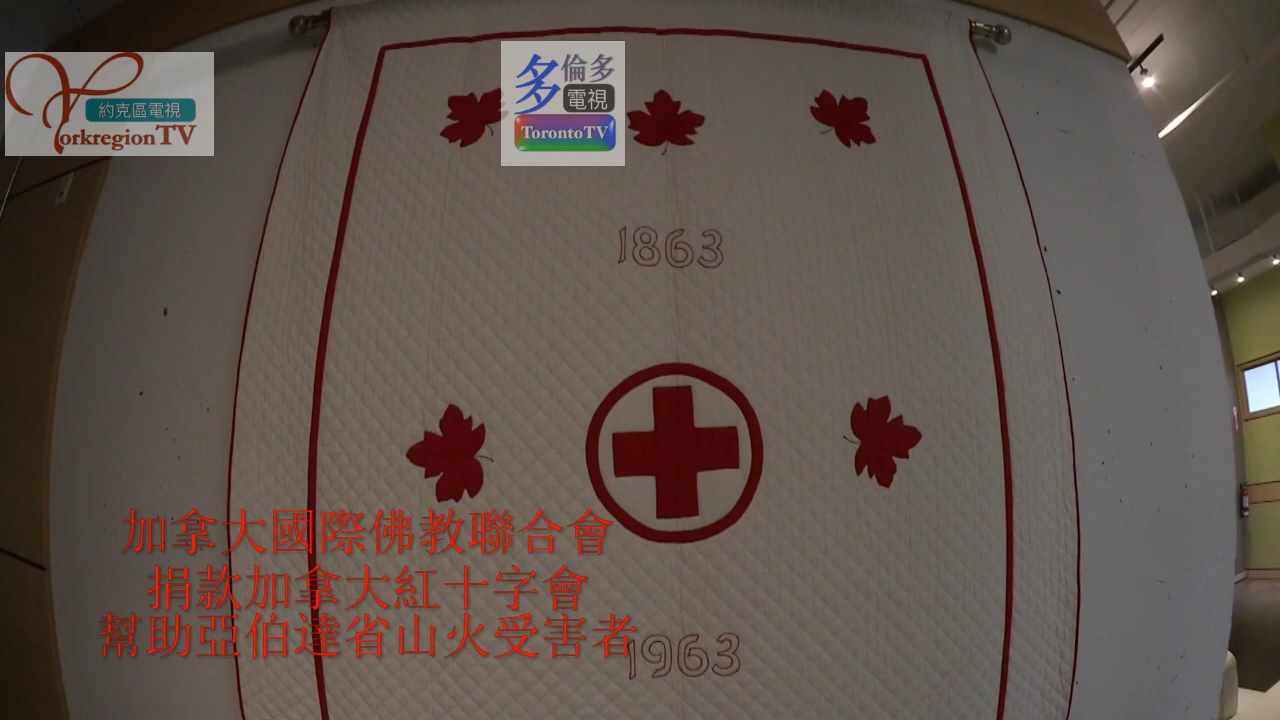 約克區電視
YorkregionTV
多倫多
電視
TorontoTV
1863
加拿大國際佛教聯合會
捐款加拿大紅十字會
幫助亞伯達省山火受害者
1963